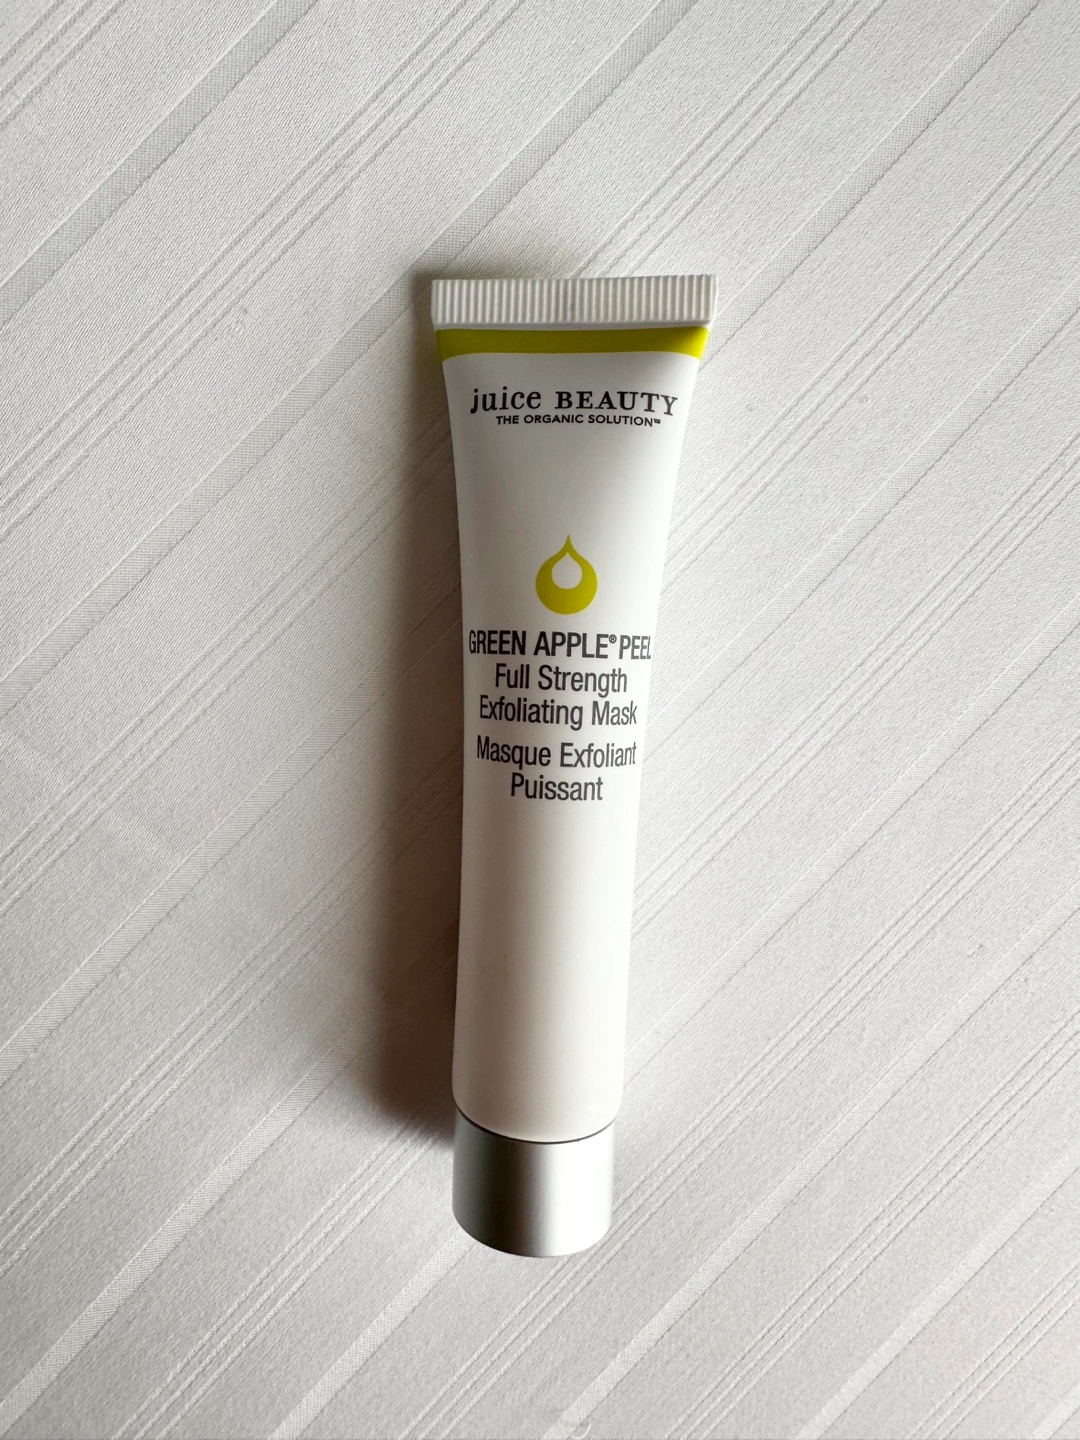 juice BEAUTY
THE ORGANIC SOLUTION™
GREEN APPLE® PEEL
Full Strength
Exfoliating Mask
Masque Exfoliant
Puissant